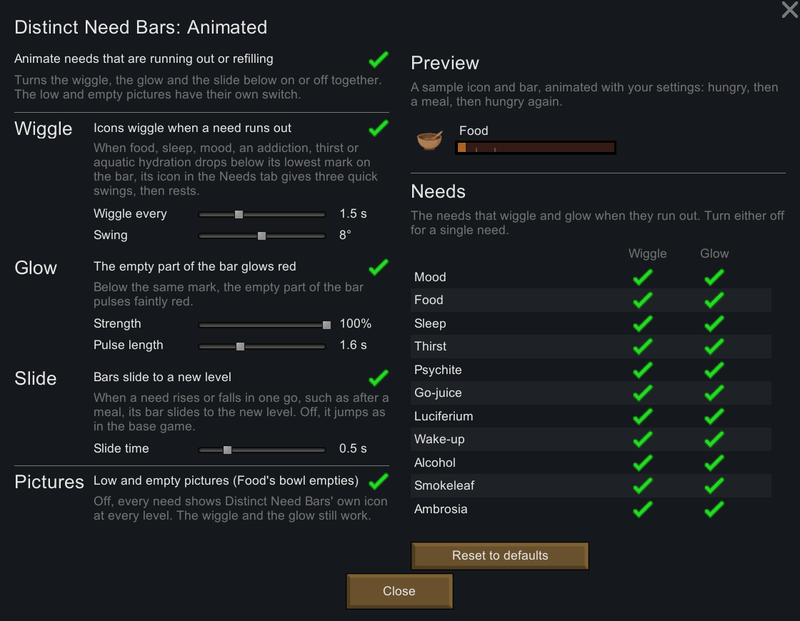 Distinct Need Bars: Animated
Animate needs that are running out or refilling
Turns the wiggle, the glow and the slide below on or off together.
The low and empty pictures have their own switch.
Wiggle
Icons wiggle when a need runs out
When food, sleep, mood, an addiction, thirst or
aquatic hydration drops below its lowest mark on
the bar, its icon in the Needs tab gives three quick
swings, then rests.
Wiggle every 1.5 s
Swing 8°
Glow
The empty part of the bar glows red
Below the same mark, the empty part of the bar
pulses faintly red.
Strength 100%
Pulse length 1.6 s
Slide
Bars slide to a new level
When a need rises or falls in one go, such as after a
meal, its bar slides to the new level. Off, it jumps as
in the base game.
Slide time 0.5 s
Pictures
Low and empty pictures (Food's bowl empties)
Off, every need shows Distinct Need Bars' own icon
at every level. The wiggle and the glow still work.
Preview
A sample icon and bar, animated with your settings: hungry, then
a meal, then hungry again.
Food
Needs
The needs that wiggle and glow when they run out. Turn either off
for a single need.
Wiggle Glow
Mood
Food
Sleep
Thirst
Psychite
Go-juice
Luciferium
Wake-up
Alcohol
Smokeleaf
Ambrosia
Reset to defaults
Close